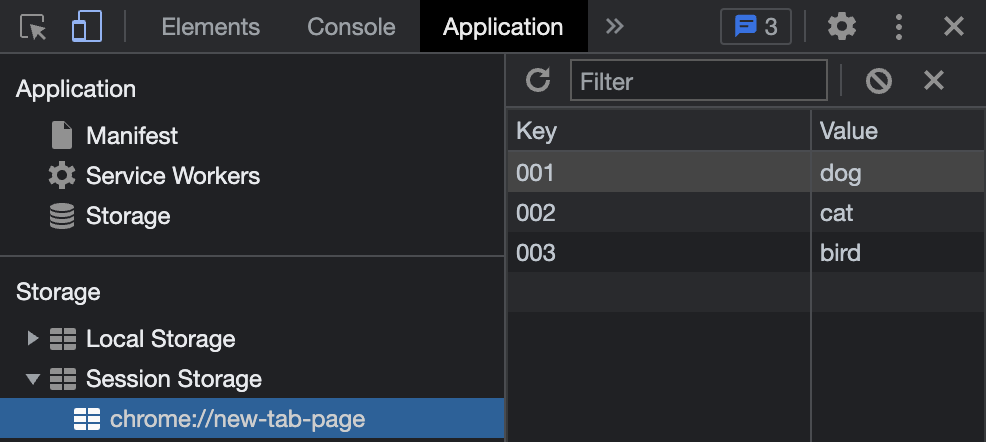 Elements Console Application 3
Application
Manifest
Service Workers
Storage
Storage
Local Storage
Session Storage
chrome://new-tab-page
Filter
Key Value
001 dog
002 cat
003 bird